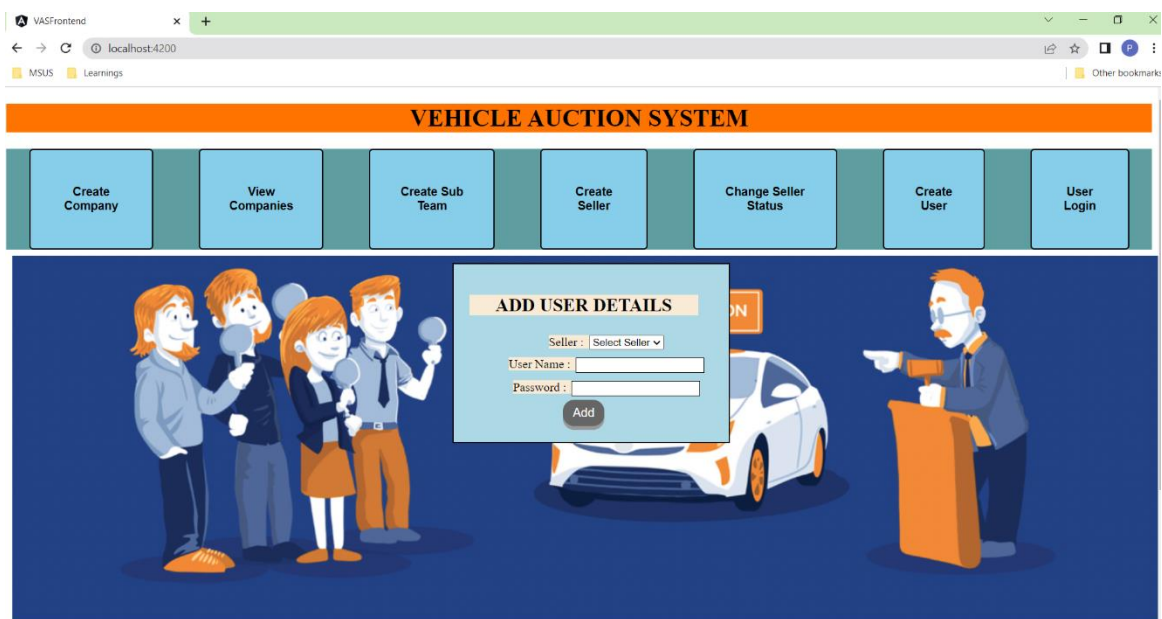 VASFrontend
localhost:4200
P
MSUS Learnings Other bookmarks
VEHICLE AUCTION SYSTEM
Create
Company
View
Companies
Create Sub
Team
Create
Seller
Change Seller
Status
Create
User
User
Login
ADD USER DETAILS
ON
Seller : Select Seller
User Name :
Password :
Add